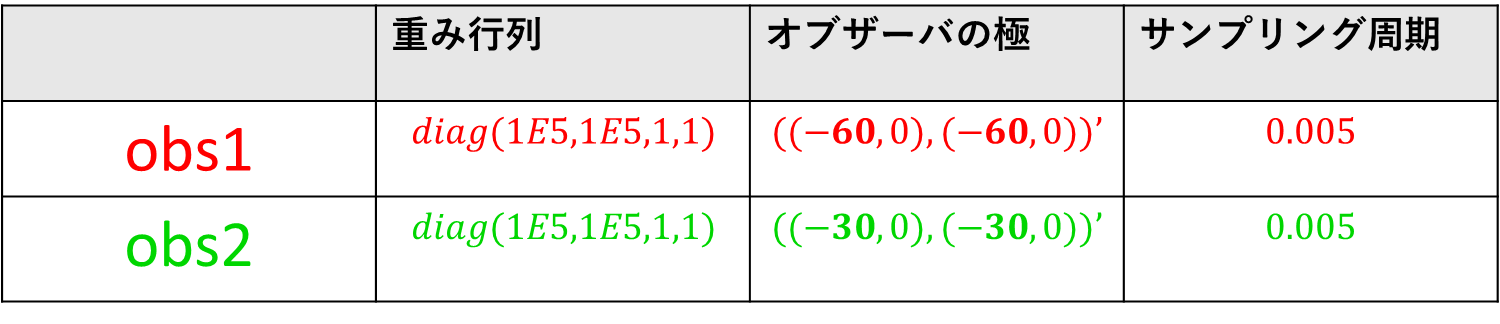 重み行列 オブザーバの極 サンプリング周期
obs1 diag(1E5,1E5,1,1) ((−60,0),(−60,0))’ 0.005
obs2 diag(1E5,1E5,1,1) ((−30,0),(−30,0))’ 0.005